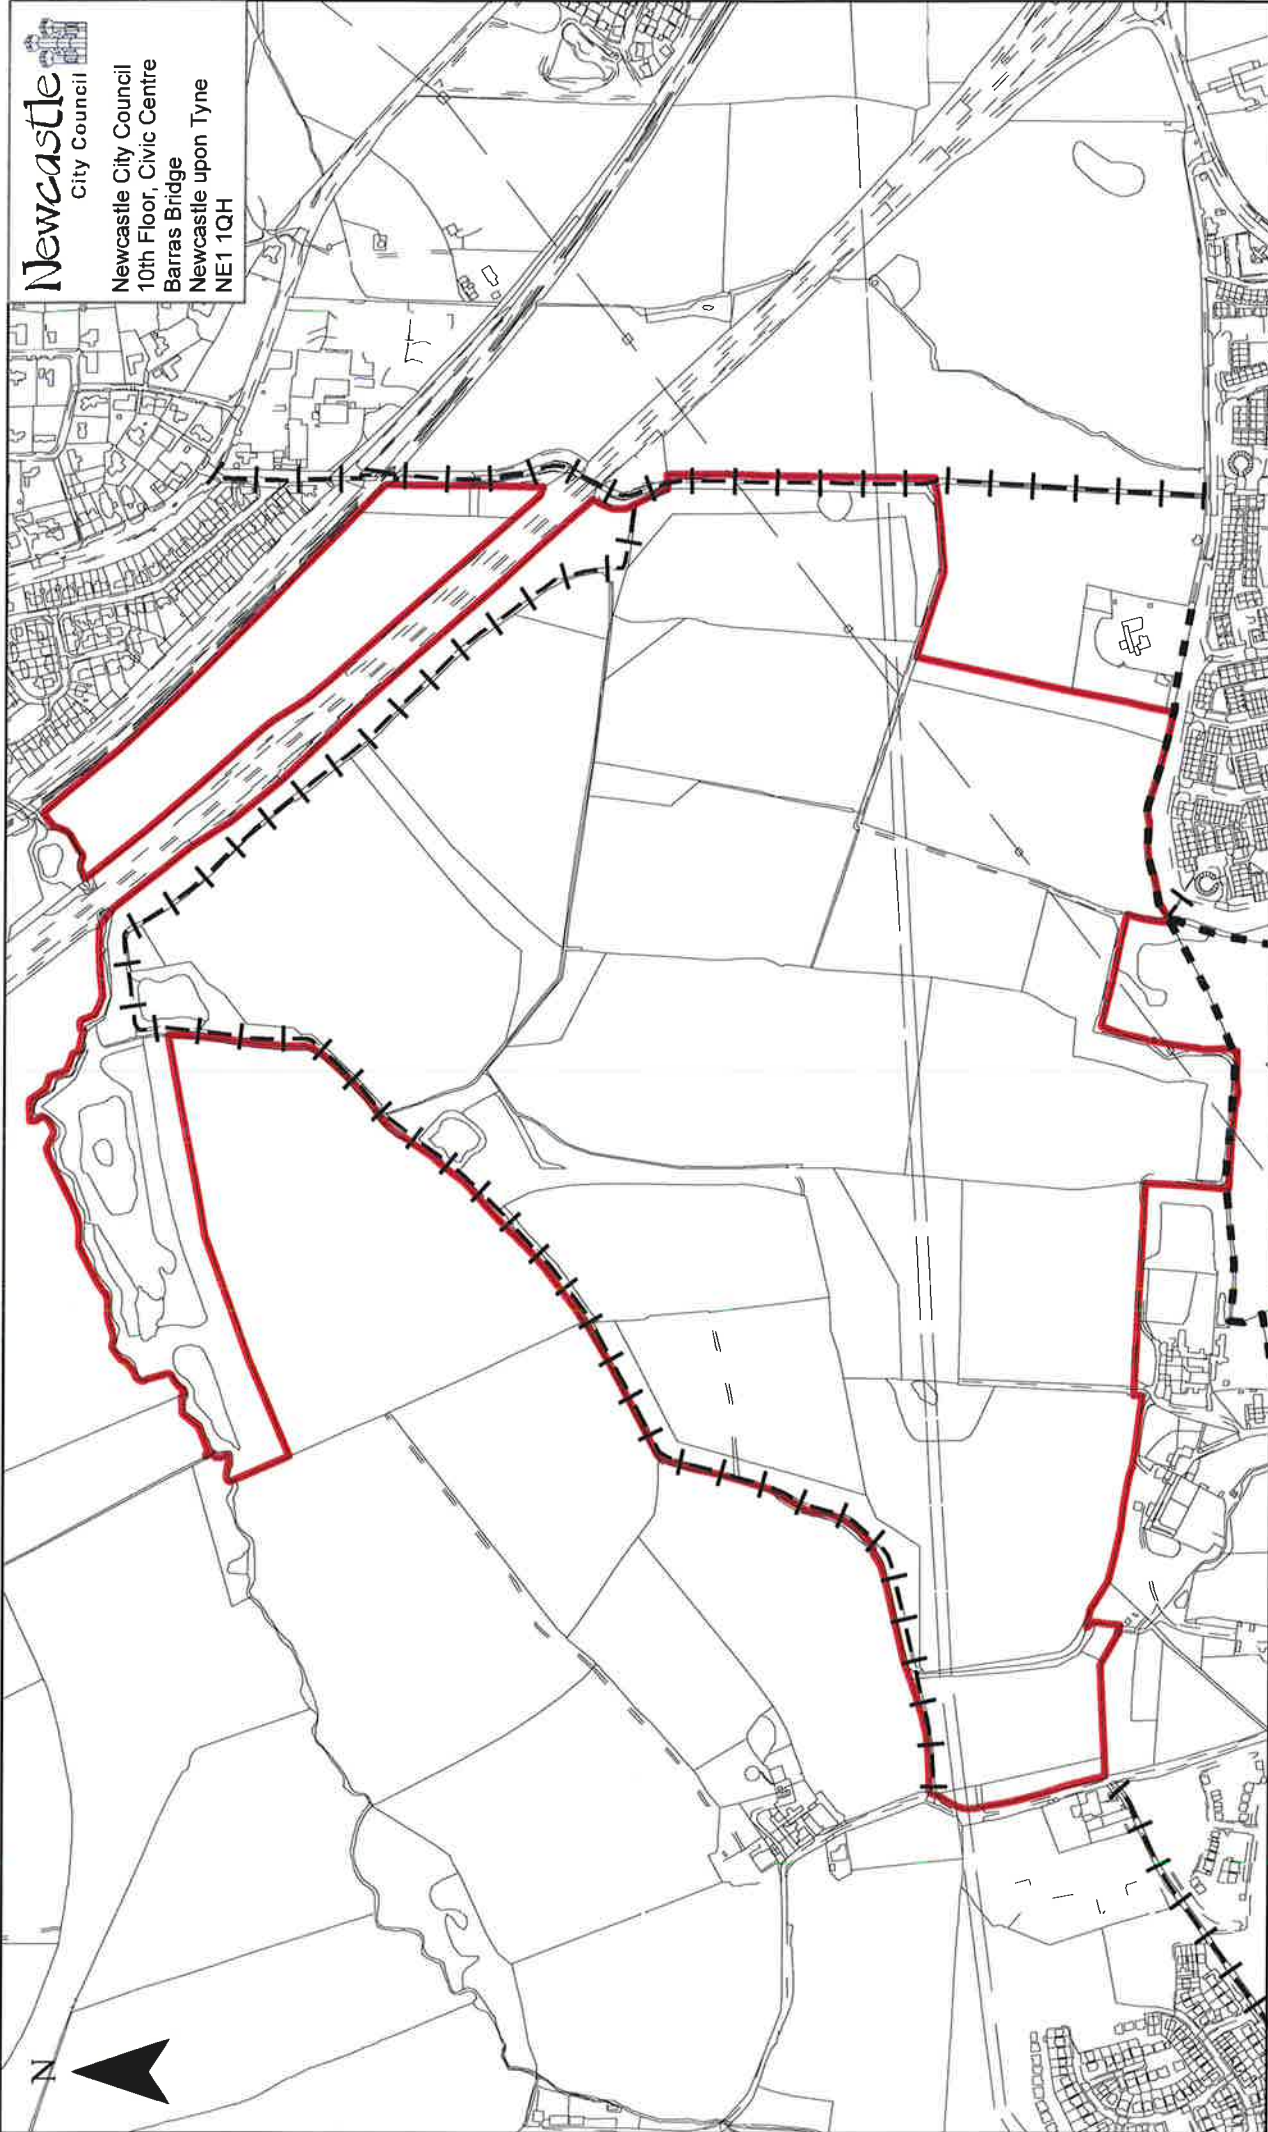 Newcastle
City Council
Newcastle City Council
10th Floor, Civic Centre
Barras Bridge
Newcastle upon Tyne
NE1 1QH
N